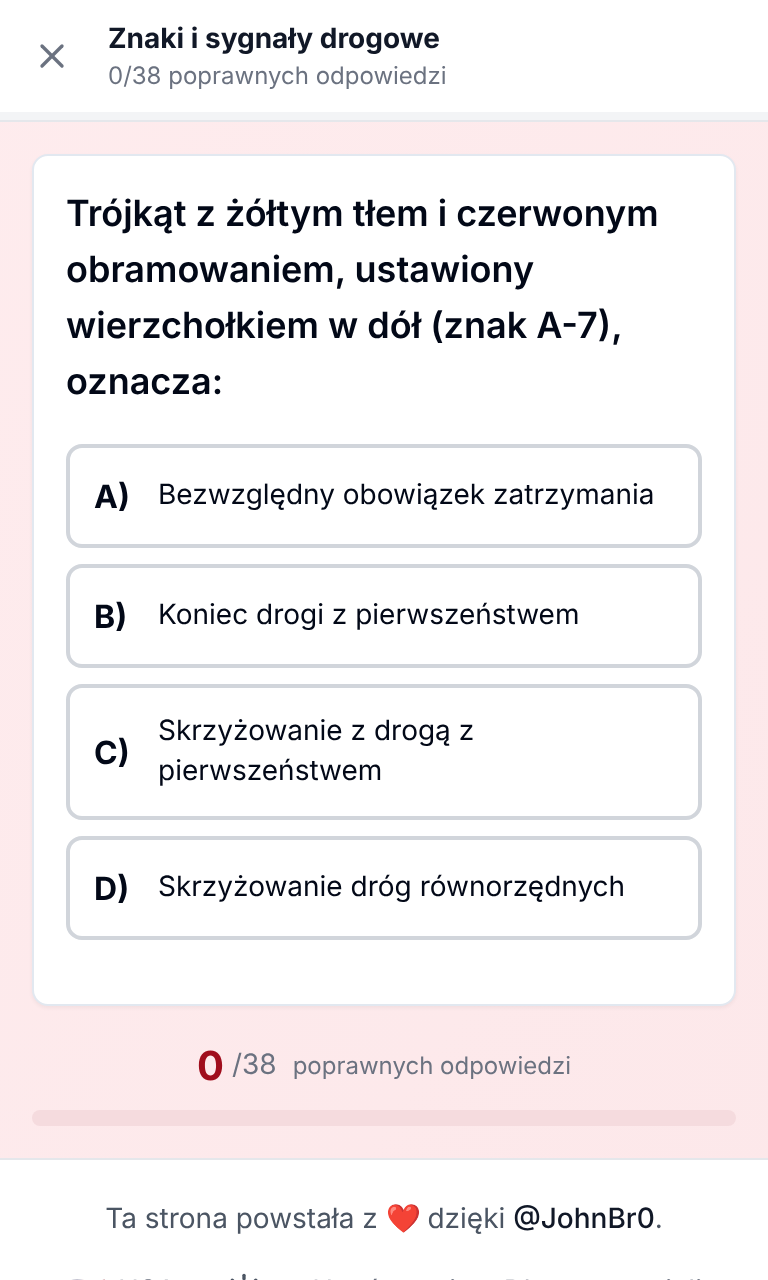 Znaki i sygnały drogowe
0/38 poprawnych odpowiedzi
Trójkąt z żółtym tłem i czerwonym
obramowaniem, ustawiony
wierzchołkiem w dół (znak A-7),
oznacza:
A) Bezwzględny obowiązek zatrzymania
B) Koniec drogi z pierwszeństwem
C) Skrzyżowanie z drogą z
pierwszeństwem
D) Skrzyżowanie dróg równorzędnych
0 /38 poprawnych odpowiedzi
Ta strona powstała z ❤️ dzięki @JohnBr0.